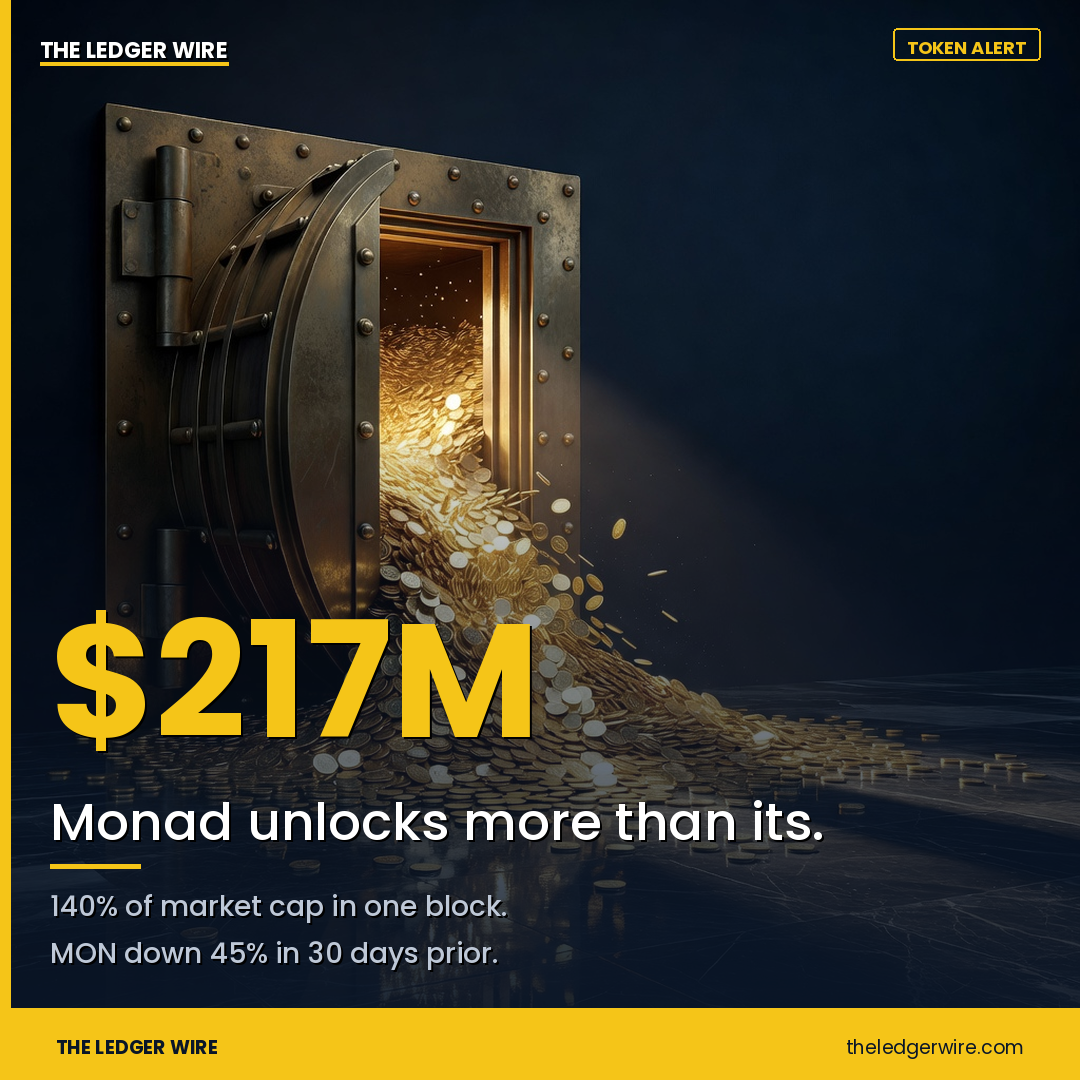 THE LEDGER WIRE
TOKEN ALERT
$217M
Monad unlocks more than its.
140% of market cap in one block.
MON down 45% in 30 days prior.
THE LEDGER WIRE
theledgerwire.com